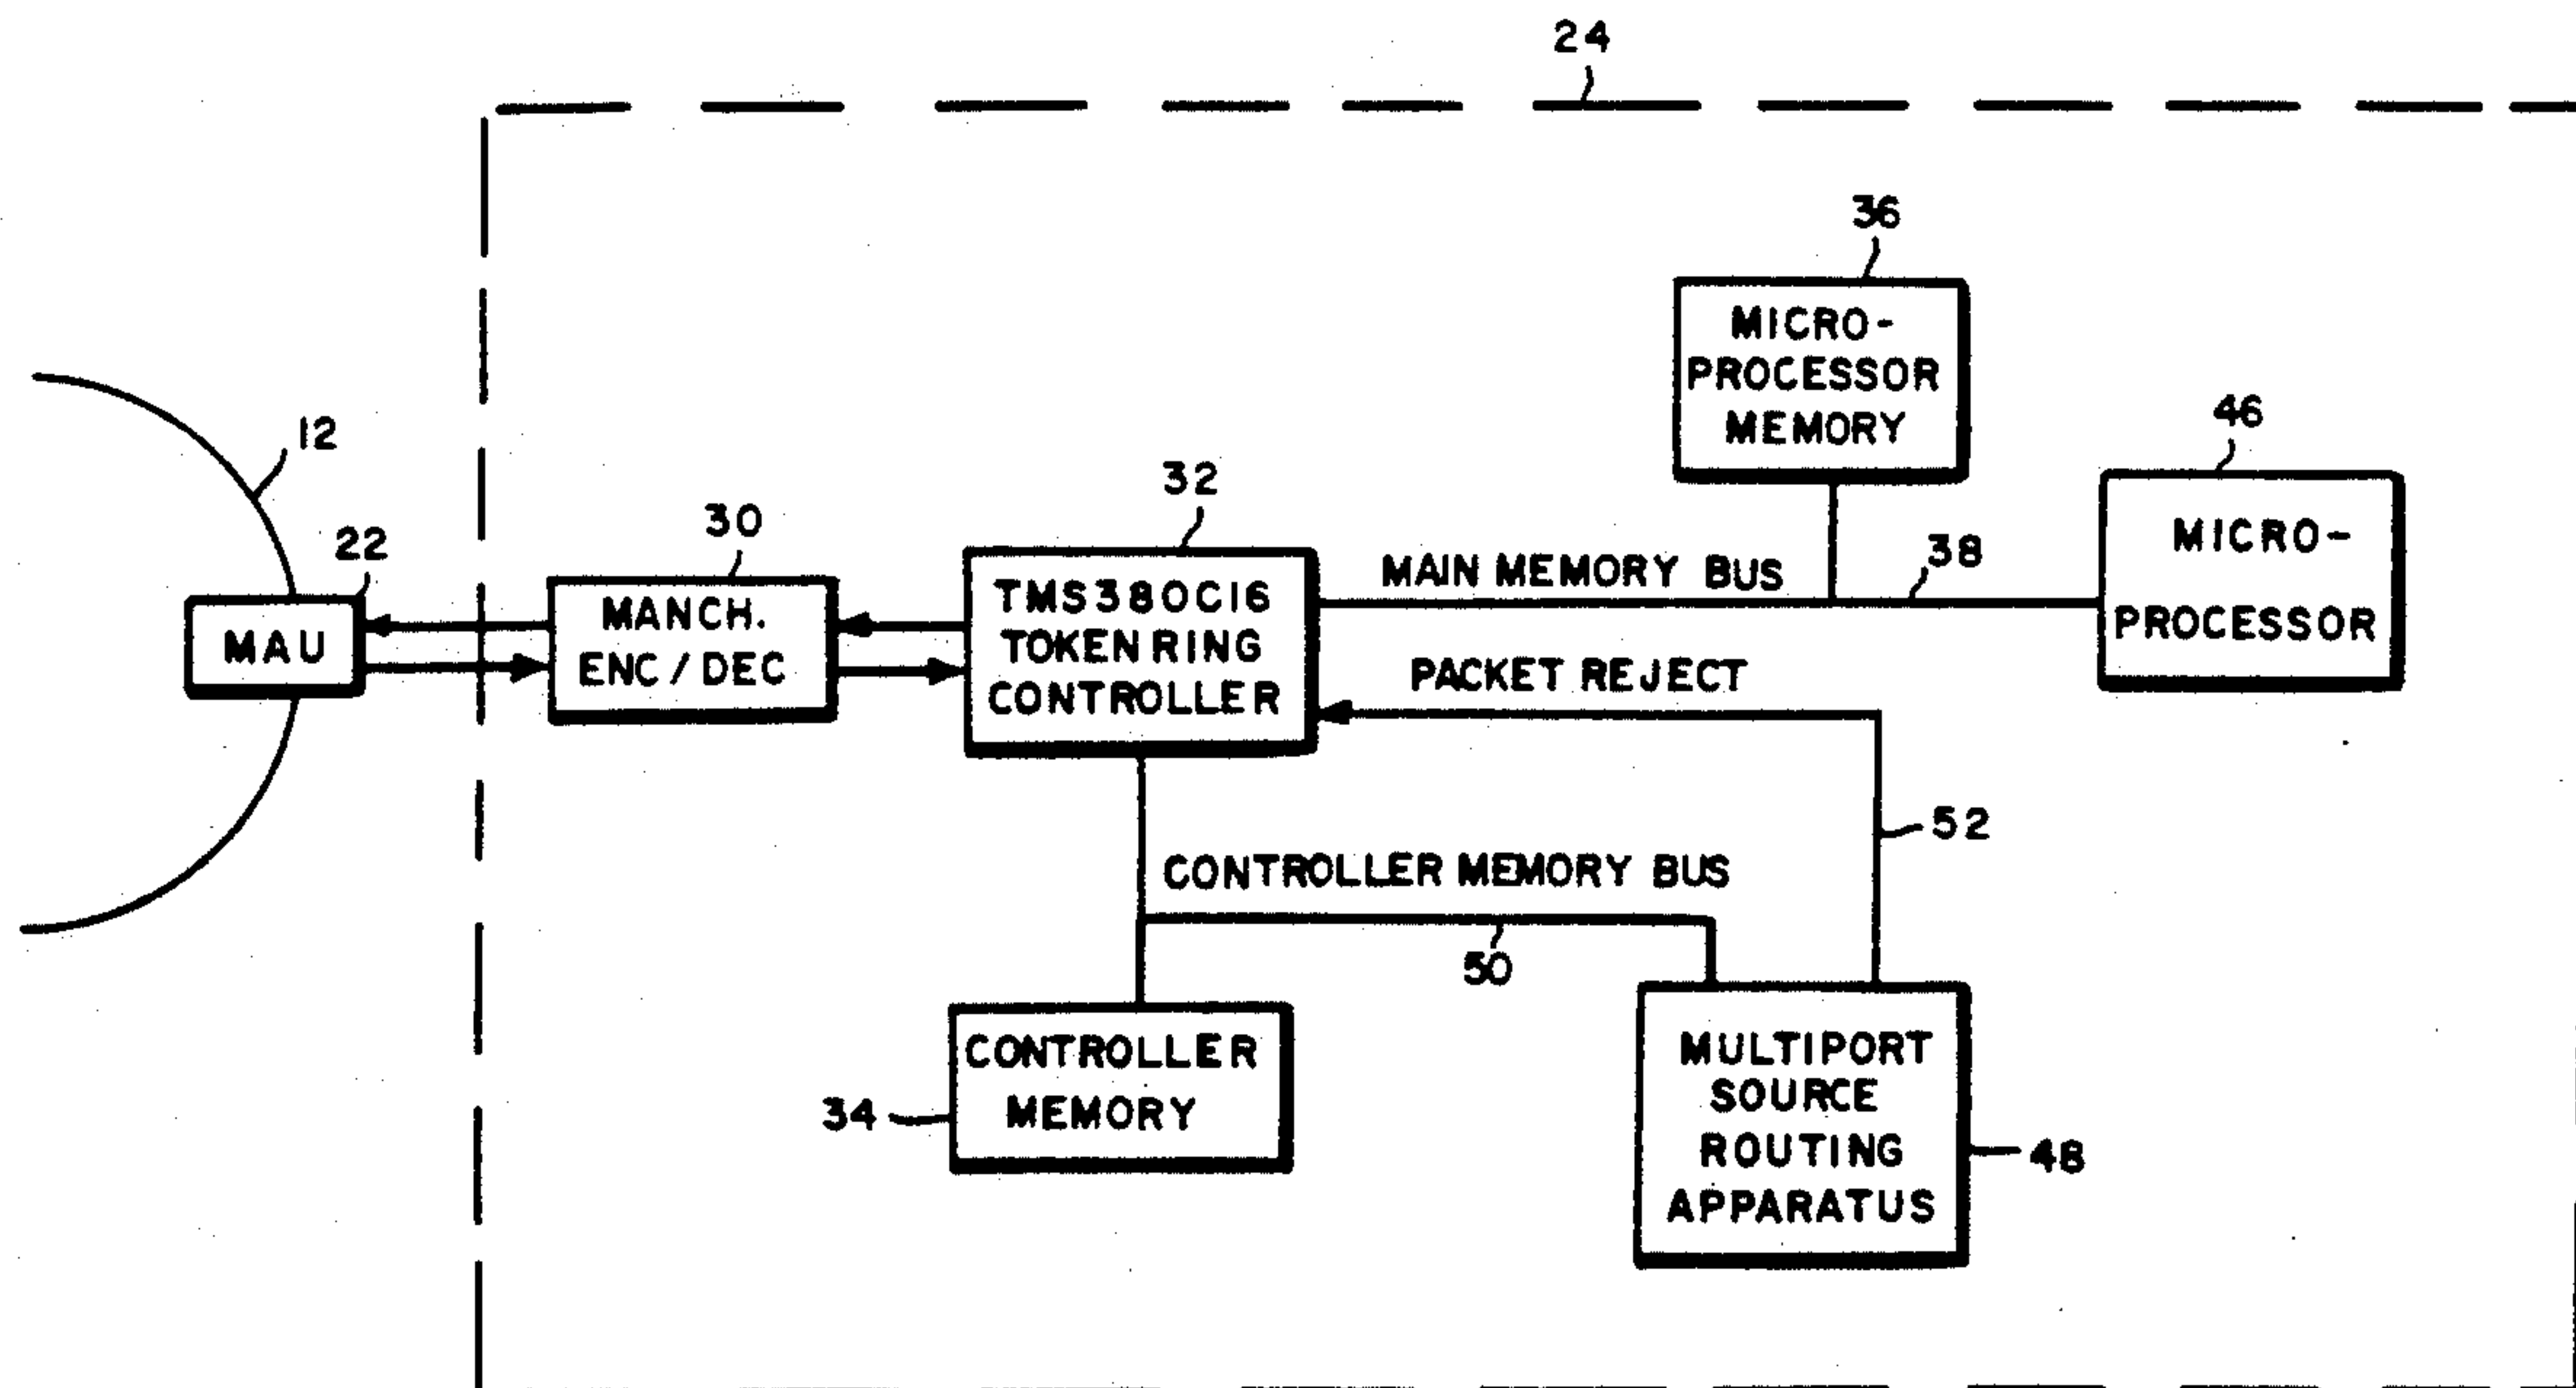 24
36
MICRO-
PROCESSOR
MEMORY
46
MICRO-
PROCESSOR
12
22
MAU
30
MANCH.
ENC / DEC
32
TMS380C16
TOKEN RING
CONTROLLER
MAIN MEMORY BUS
38
PACKET REJECT
52
CONTROLLER MEMORY BUS
50
34
CONTROLLER
MEMORY
MULTIPORT
SOURCE
ROUTING
APPARATUS
48